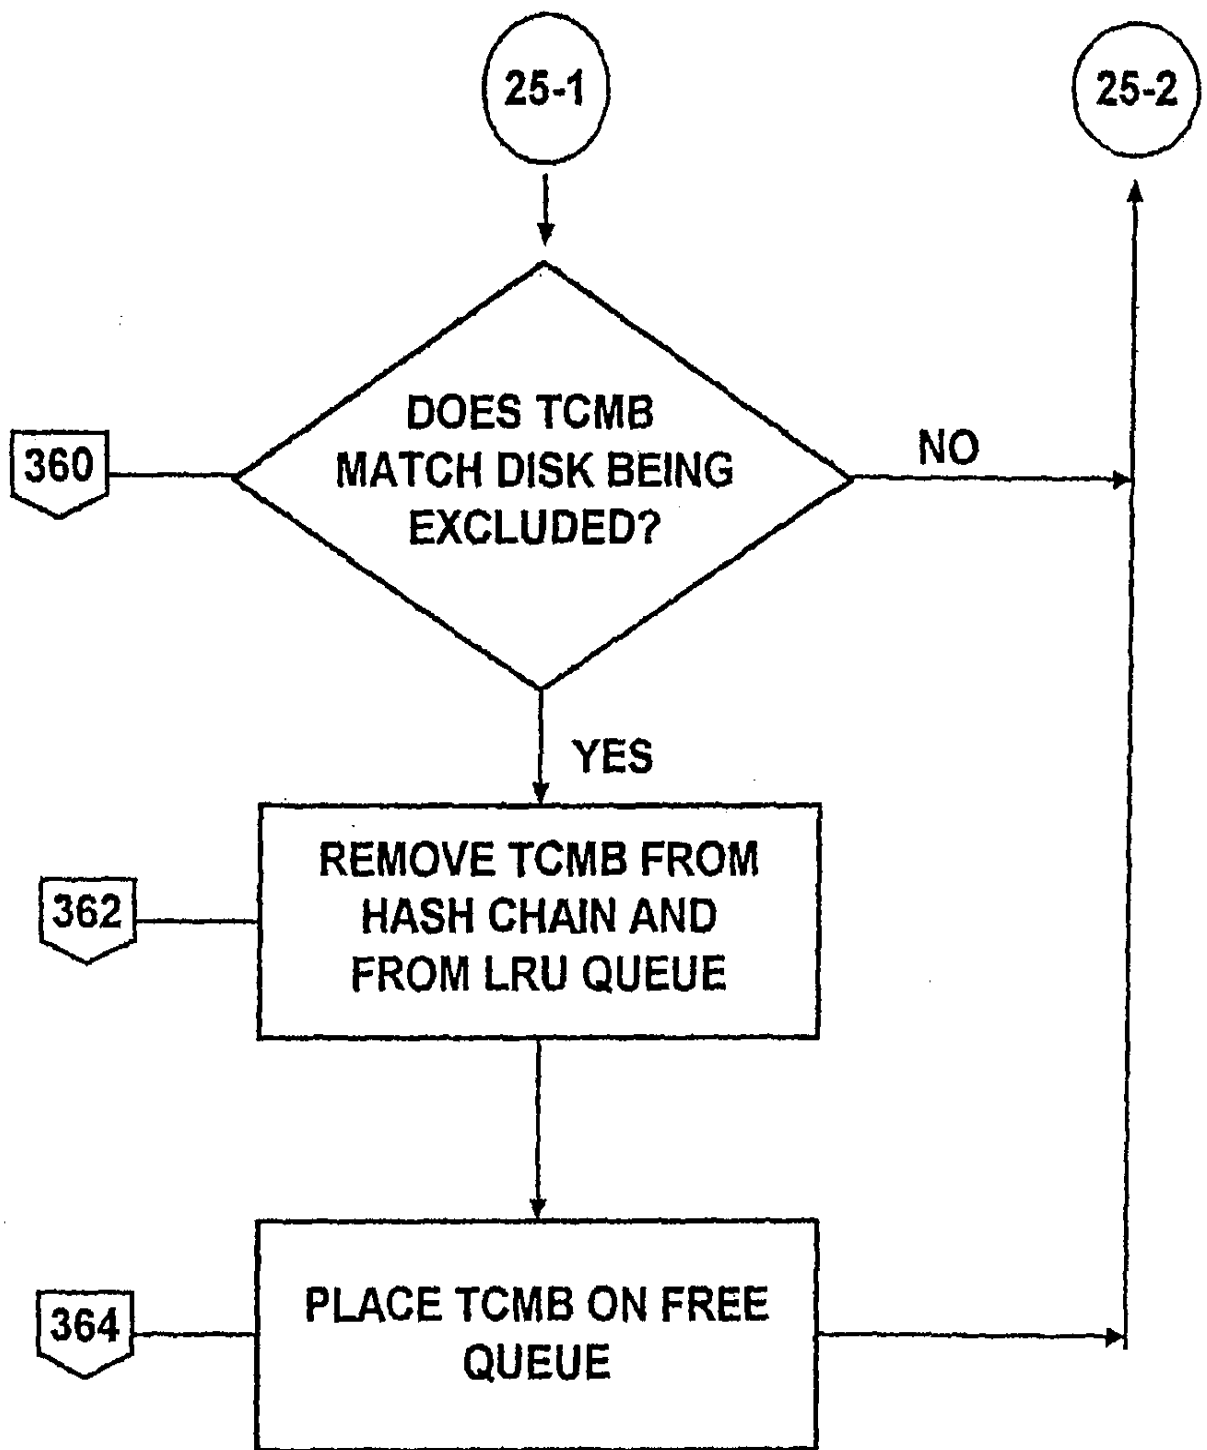 25-1
25-2
DOES TCMB
MATCH DISK BEING
EXCLUDED?
360
NO
YES
REMOVE TCMB FROM
HASH CHAIN AND
FROM LRU QUEUE
362
PLACE TCMB ON FREE
QUEUE
364